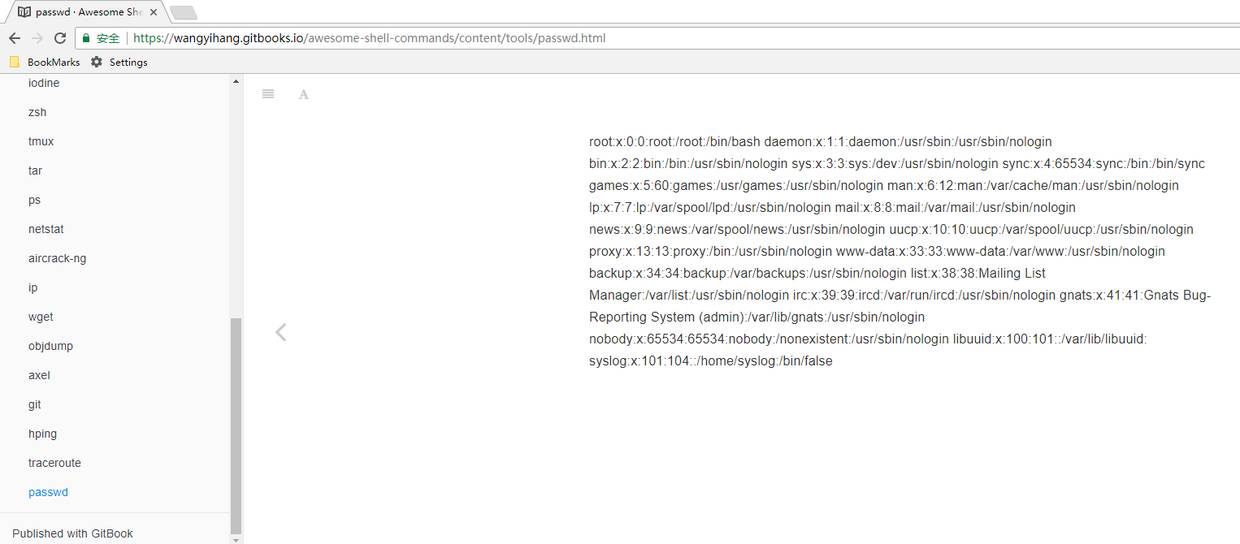 passwd · Awesome She
安全
https://wangyihang.gitbooks.io/awesome-shell-commands/content/tools/passwd.html
BookMarks
Settings
iodine
zsh
tmux
tar
ps
netstat
aircrack-ng
ip
wget
objdump
axel
git
hping
traceroute
passwd
Published with GitBook
A
root:x:0:0:root:/root:/bin/bash daemon:x:1:1:daemon:/usr/sbin:/usr/sbin/nologin
bin:x:2:2:bin:/bin:/usr/sbin/nologin sys:x:3:3:sys:/dev:/usr/sbin/nologin sync:x:4:65534:sync:/bin:/bin/sync
games:x:5:60:games:/usr/games:/usr/sbin/nologin man:x:6:12:man:/var/cache/man:/usr/sbin/nologin
lp:x:7:7:lp:/var/spool/lpd:/usr/sbin/nologin mail:x:8:8:mail:/var/mail:/usr/sbin/nologin
news:x:9:9:news:/var/spool/news:/usr/sbin/nologin uucp:x:10:10:uucp:/var/spool/uucp:/usr/sbin/nologin
proxy:x:13:13:proxy:/bin:/usr/sbin/nologin www-data:x:33:33:www-data:/var/www:/usr/sbin/nologin
backup:x:34:34:backup:/var/backups:/usr/sbin/nologin list:x:38:38:Mailing List
Manager:/var/list:/usr/sbin/nologin irc:x:39:39:ircd:/var/run/ircd:/usr/sbin/nologin gnats:x:41:41:Gnats Bug-
Reporting System (admin):/var/lib/gnats:/usr/sbin/nologin
nobody:x:65534:65534:nobody:/nonexistent:/usr/sbin/nologin libuuid:x:100:101::/var/lib/libuuid:
syslog:x:101:104::/home/syslog:/bin/false